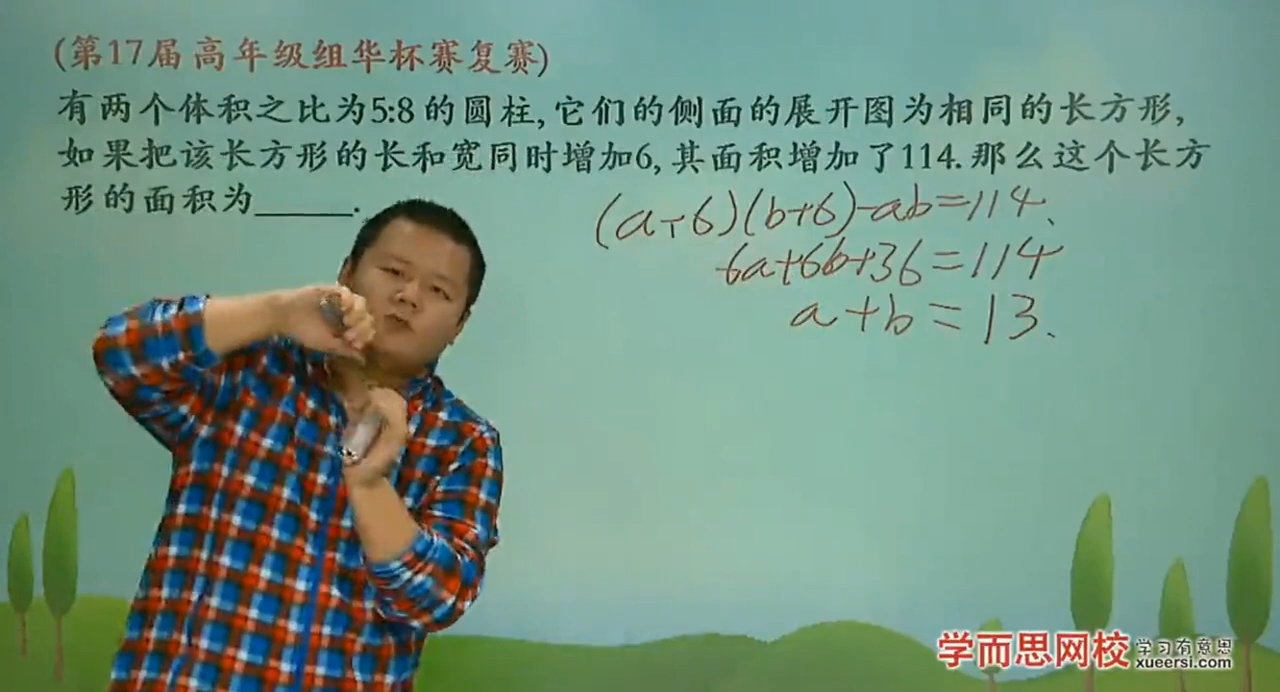 (第17届高年级组华杯赛复赛)
有两个体积之比为5:8的圆柱,它们的侧面的展开图为相同的长方形,
如果把该长方形的长和宽同时增加6,其面积增加了114.那么这个长方
形的面积为_____.
(a+6)(b+6)-ab=114.
6a+6b+36=114
a+b=13.
学而思网校 学习有意思
xueersi.com